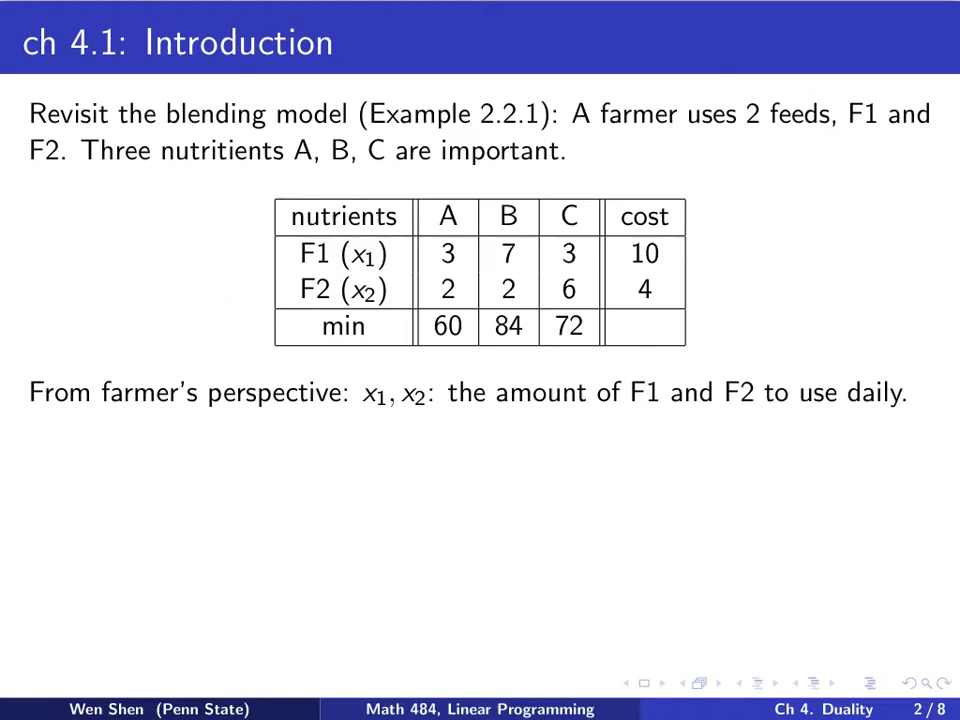 ch 4.1: Introduction
Revisit the blending model (Example 2.2.1): A farmer uses 2 feeds, F1 and
F2. Three nutritients A, B, C are important.
nutrients A B C cost
F1 (x₁) 3 7 3 10
F2 (x₂) 2 2 6 4
min 60 84 72
From farmer's perspective: x₁, x₂: the amount of F1 and F2 to use daily.
Wen Shen (Penn State) Math 484, Linear Programming Ch 4. Duality 2 / 8